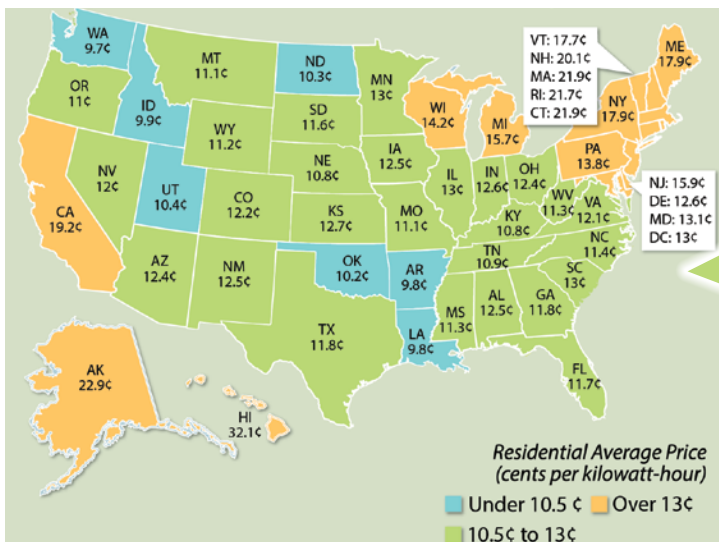 WA
9.7¢
OR
11¢
CA
19.2¢
ID
9.9¢
NV
12¢
MT
11.1¢
WY
11.2¢
UT
10.4¢
AZ
12.4¢
CO
12.2¢
NM
12.5¢
ND
10.3¢
SD
11.6¢
NE
10.8¢
KS
12.7¢
OK
10.2¢
TX
11.8¢
MN
13¢
IA
12.5¢
MO
11.1¢
AR
9.8¢
LA
9.8¢
WI
14.2¢
IL
13¢
MI
15.7¢
IN
12.6¢
OH
12.4¢
KY
10.8¢
TN
10.9¢
MS
11.3¢
AL
12.5¢
GA
11.8¢
FL
11.7¢
SC
13¢
NC
11.4¢
VA
12.1¢
WV
11.3¢
PA
13.8¢
NY
17.9¢
ME
17.9¢
VT: 17.7¢
NH: 20.1¢
MA: 21.9¢
RI: 21.7¢
CT: 21.9¢
NJ: 15.9¢
DE: 12.6¢
MD: 13.1¢
DC: 13¢
AK
22.9¢
HI
32.1¢
Residential Average Price
(cents per kilowatt-hour)
Under 10.5 ¢
Over 13¢
10.5¢ to 13¢